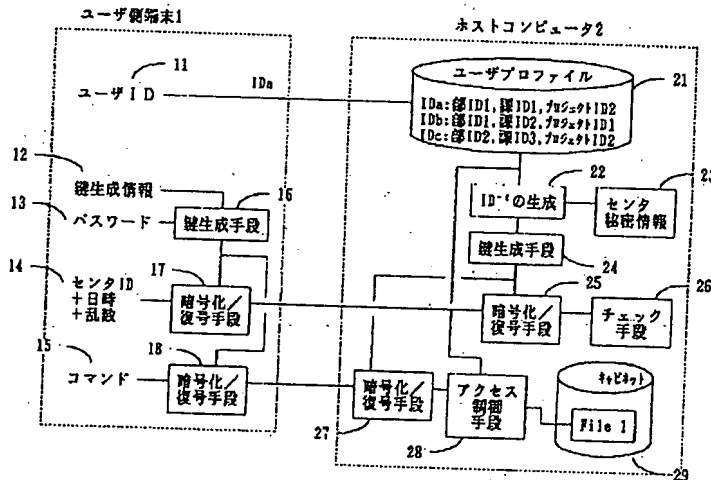 ユーザ側端末1
ホストコンピュータ2
11
ユーザID
IDa
ユーザプロファイル
21
IDa:部ID1,課ID1,プロジェクトID2
IDb:部ID1,課ID2,プロジェクトID1
IDc:部ID2,課ID3,プロジェクトID2
12
鍵生成情報
13
パスワード
16
鍵生成手段
22
の生成
23
センタ
秘密情報
鍵生成手段
24
14
センタID
+日時
+乱数
17
暗号化/
復号手段
25
暗号化/
復号手段
26
チェック
手段
15
コマンド
18
暗号化/
復号手段
暗号化/
復号手段
27
アクセス
制御
手段
28
キャビネット
File 1
29